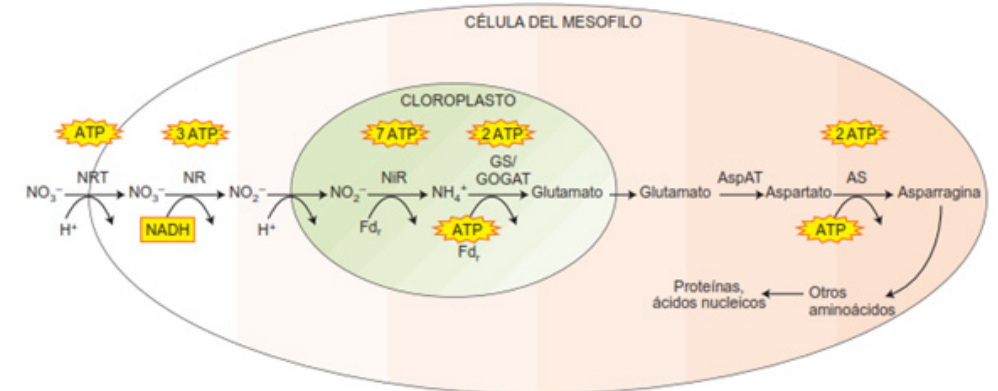 CÉLULA DEL MESOFILO
CLOROPLASTO
ATP 3 ATP 7 ATP 2 ATP 2 ATP
GS/
NRT NR NiR GOGAT AspAT AS
NO₃⁻ NO₃⁻ NO₂⁻ NO₂⁻ NH₄⁺ Glutamato Glutamato Aspartato Asparragina
H⁺ NADH H⁺ Fdᵣ ATP ATP
Fdᵣ
Proteínas, Otros
ácidos nucleicos aminoácidos